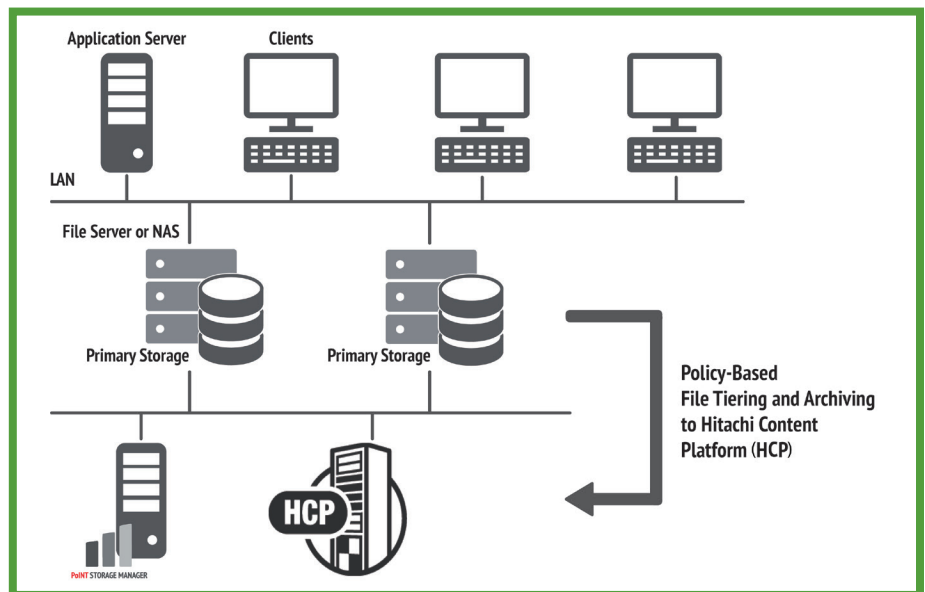 Application Server
Clients
LAN
File Server or NAS
Primary Storage
Primary Storage
Policy-Based
File Tiering and Archiving
to Hitachi Content
Platform (HCP)
HCP
PoINT STORAGE MANAGER